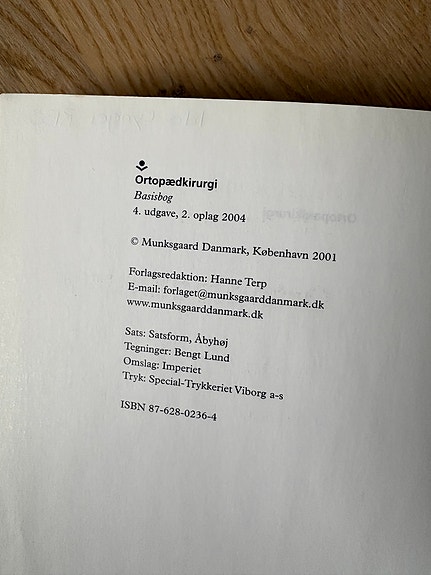 Ortopædkirurgi
Basisbog
4. udgave, 2. oplag 2004
© Munksgaard Danmark, København 2001
Forlagsredaktion: Hanne Terp
E-mail: forlaget@munksgaarddanmark.dk
www.munksgaarddanmark.dk
Sats: Satsform, Åbyhøj
Tegninger: Bengt Lund
Omslag: Imperiet
Tryk: Special-Trykkeriet Viborg a-s
ISBN 87-628-0236-4